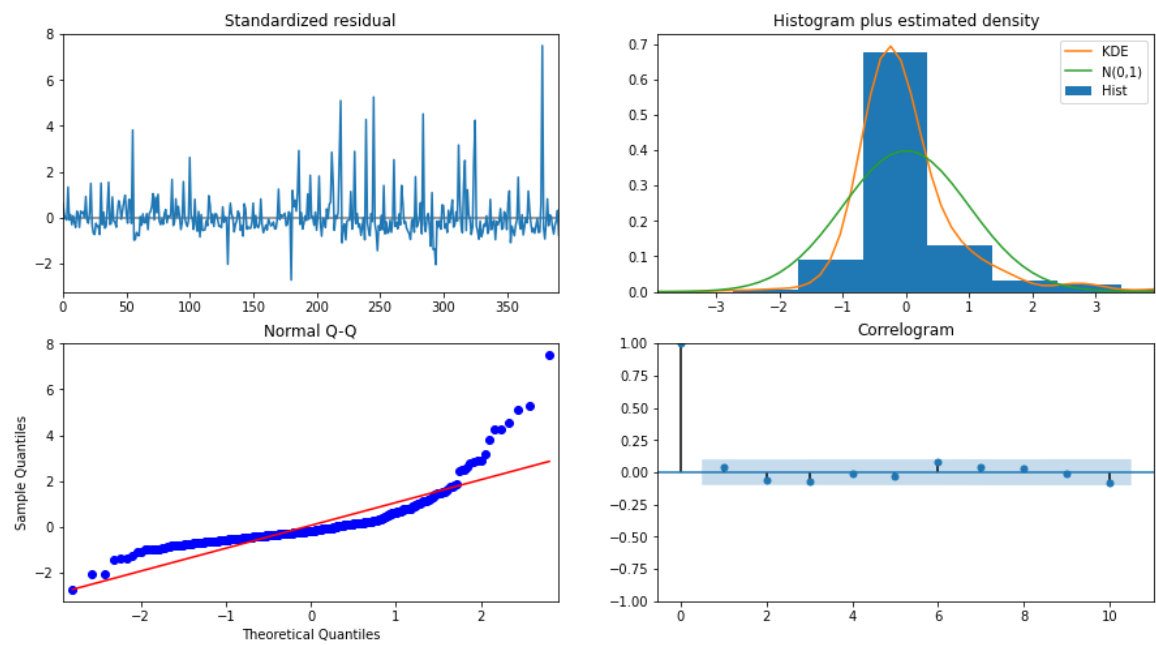 Standardized residual
8
6
4
2
0
−2
0 50 100 150 200 250 300 350
Histogram plus estimated density
0.7
0.6
0.5
0.4
0.3
0.2
0.1
0.0
KDE
N(0,1)
Hist
−3 −2 −1 0 1 2 3
Normal Q-Q
Sample Quantiles
8
6
4
2
0
−2
−2 −1 0 1 2
Theoretical Quantiles
Correlogram
1.00
0.75
0.50
0.25
0.00
−0.25
−0.50
−0.75
−1.00
0 2 4 6 8 10